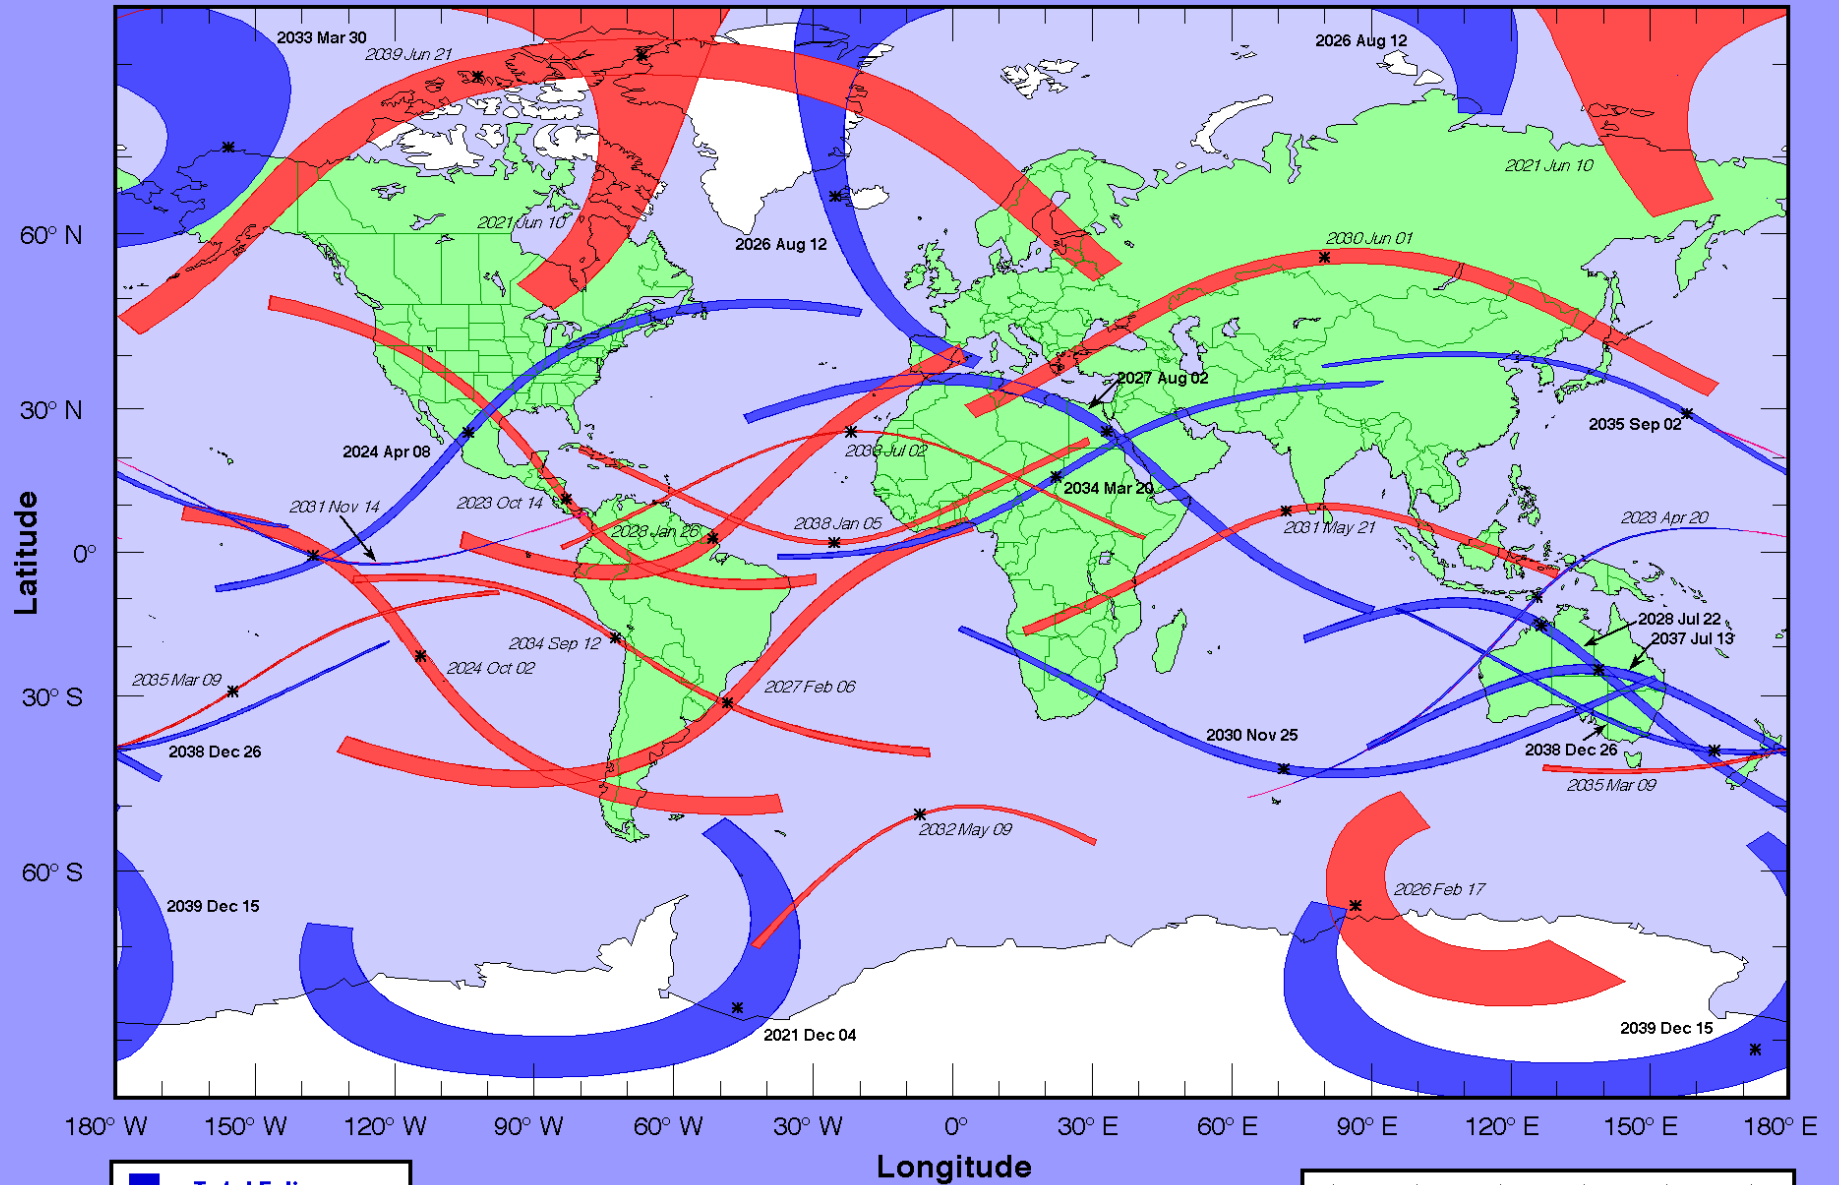 2033 Mar 30
2039 Jun 21
2026 Aug 12
2021 Jun 10
2021 Jun 10
60° N
2026 Aug 12
2030 Jun 01
2027 Aug 02
30° N
2035 Sep 02
2024 Apr 08
2038 Jul 02
2034 Mar 20
2031 Nov 14
2023 Oct 14
2028 Jan 26
2038 Jan 05
2031 May 21
2023 Apr 20
0°
Latitude
2028 Jul 22
2037 Jul 13
2034 Sep 12
2024 Oct 02
2035 Mar 09
2027 Feb 06
30° S
2030 Nov 25
2038 Dec 26
2038 Dec 26
2035 Mar 09
2032 May 09
60° S
2026 Feb 17
2039 Dec 15
2021 Dec 04
2039 Dec 15
180° W 150° W 120° W 90° W 60° W 30° W 0° 30° E 60° E 90° E 120° E 150° E 180° E
Longitude